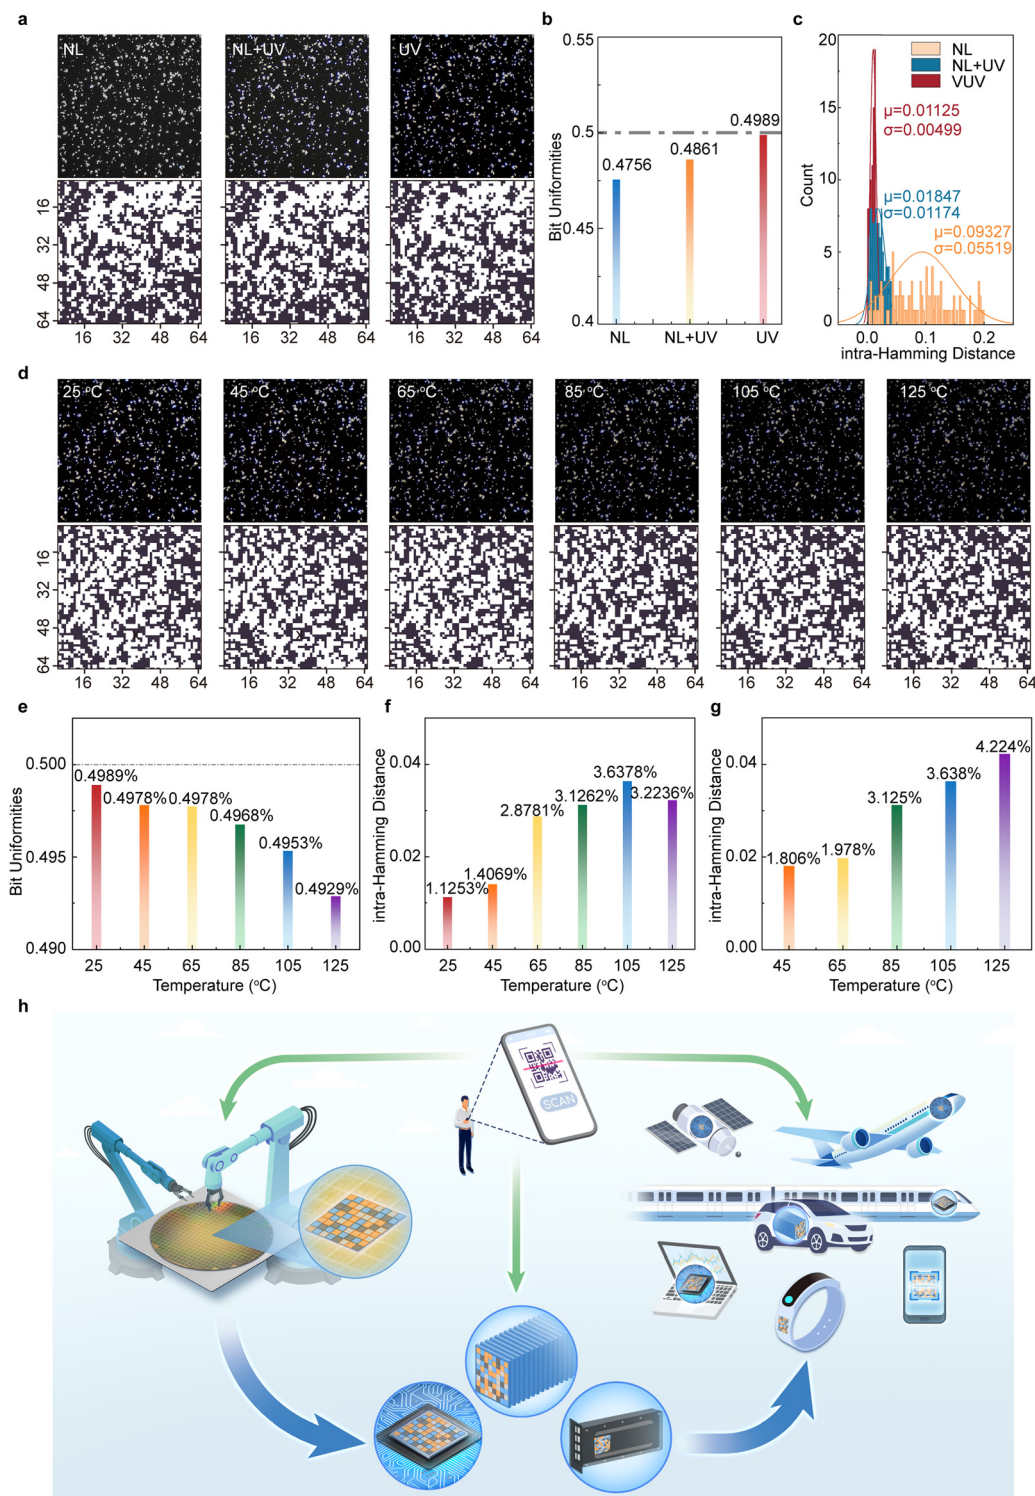 a
NL
NL+UV
UV
16
32
48
64
16
32
48
64
16
32
48
64
16
32
48
64
b
0.55
0.5
0.45
0.4
Bit Uniformities
0.4756
0.4861
0.4989
NL
NL+UV
UV
c
20
15
10
5
0
Count
NL
NL+UV
VUV
μ=0.01125
σ=0.00499
μ=0.01847
σ=0.01174
μ=0.09327
σ=0.05519
0.0
0.1
0.2
intra-Hamming Distance
d
25 °C
45 °C
65 °C
85 °C
105 °C
125 °C
16
32
48
64
16
32
48
64
16
32
48
64
16
32
48
64
16
32
48
64
16
32
48
64
16
32
48
64
e
0.500
0.495
0.490
Bit Uniformities
0.4989%
0.4978%
0.4978%
0.4968%
0.4953%
0.4929%
25
45
65
85
105
125
Temperature (°C)
f
0.04
0.02
0.00
intra-Hamming Distance
1.1253%
1.4069%
2.8781%
3.1262%
3.6378%
3.2236%
25
45
65
85
105
125
Temperature (°C)
g
0.04
0.02
0.00
intra-Hamming Distance
1.806%
1.978%
3.125%
3.638%
4.224%
45
65
85
105
125
Temperature (°C)
h
SCAN